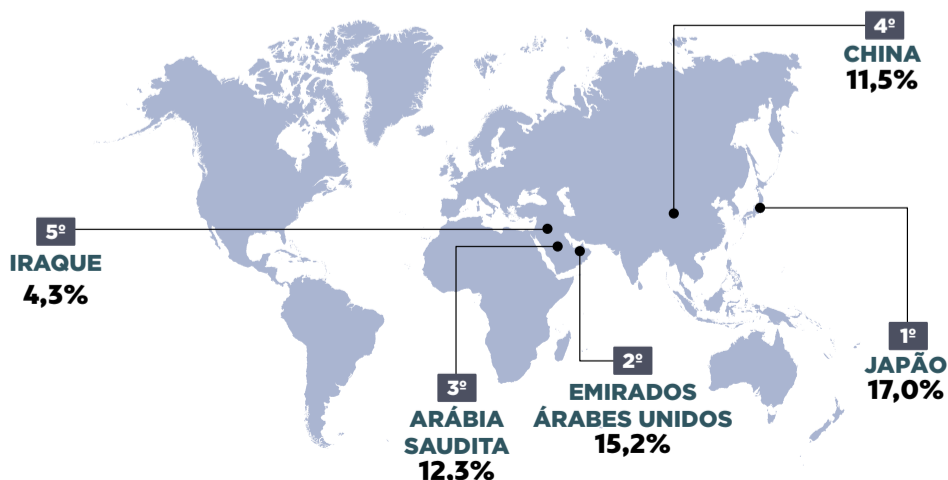 4º
CHINA
11,5%
5º
IRAQUE
4,3%
1º
JAPÃO
17,0%
2º
EMIRADOS
ÁRABES UNIDOS
15,2%
3º
ARÁBIA
SAUDITA
12,3%